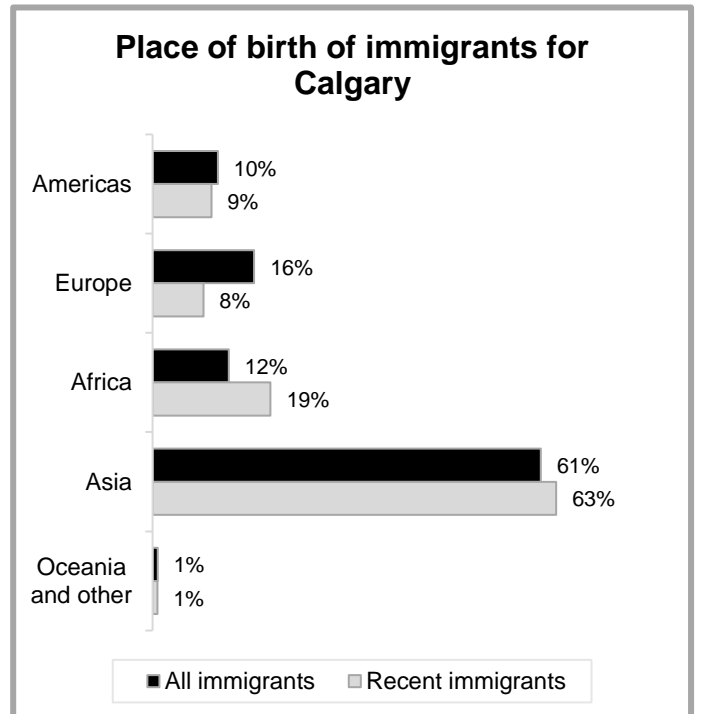 Place of birth of immigrants for
Calgary
Americas
10%
9%
Europe
16%
8%
Africa
12%
19%
Asia
61%
63%
Oceania
and other
1%
1%
All immigrants
Recent immigrants